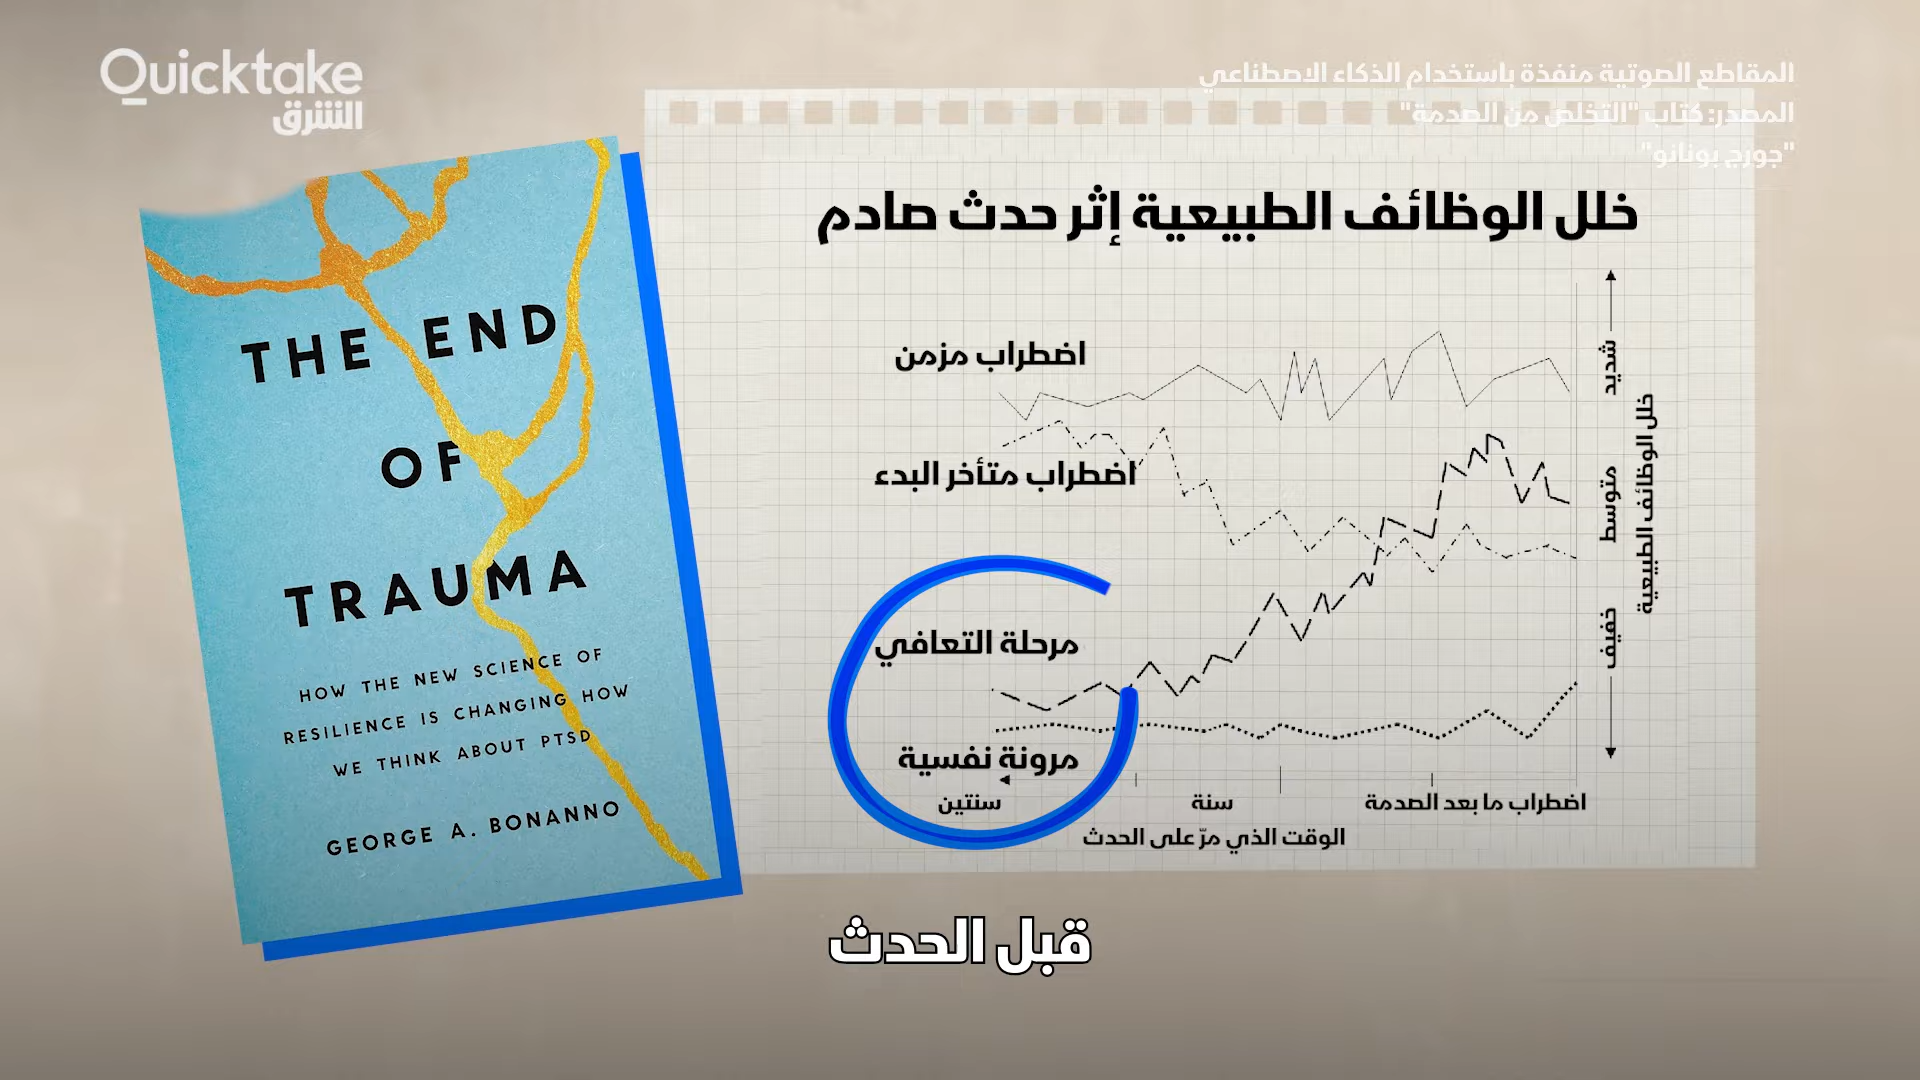 Quicktake
الشرق
المقاطع الصوتية منفذة باستخدام الذكاء الاصطناعي
المصدر: كتاب "التخلص من الصدمة"
"جورج بونانو"
THE END
OF
TRAUMA
HOW THE NEW SCIENCE OF
RESILIENCE IS CHANGING HOW
WE THINK ABOUT PTSD
GEORGE A. BONANNO
خلل الوظائف الطبيعية إثر حدث صادم
اضطراب مزمن
اضطراب متأخر البدء
مرحلة التعافي
مرونة نفسية
شديد
متوسط
خفيف
خلل الوظائف الطبيعية
اضطراب ما بعد الصدمة
سنة
سنتين
الوقت الذي مرّ على الحدث
قبل الحدث